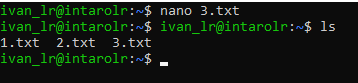 ivan_lr@intarolr:~$ nano 3.txt
ivan_lr@intarolr:~$ ls
1.txt  2.txt  3.txt
ivan_lr@intarolr:~$